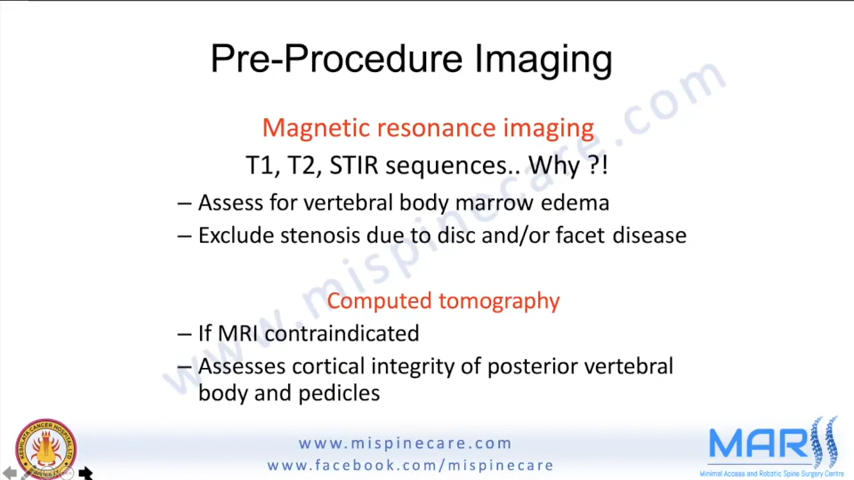 Pre-Procedure Imaging
Magnetic resonance imaging
T1, T2, STIR sequences.. Why ?!
– Assess for vertebral body marrow edema
– Exclude stenosis due to disc and/or facet disease
Computed tomography
– If MRI contraindicated
– Assesses cortical integrity of posterior vertebral
body and pedicles
www.mispinecare.com
www.mispinecare.com
www.facebook.com/mispinecare
MARSS
Minimal Access and Robotic Spine Surgery Centre